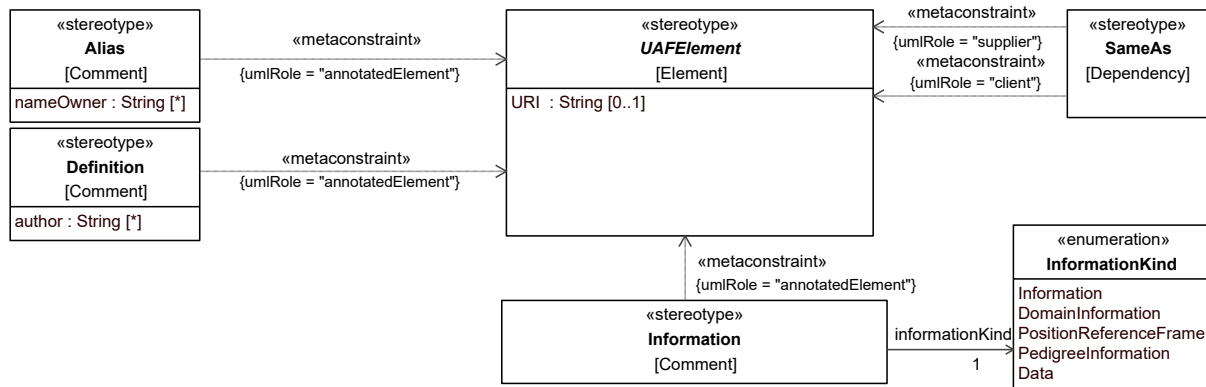 «stereotype»
Alias
[Comment]
nameOwner : String [*]
«metaconstraint»
{umlRole = "annotatedElement"}
«stereotype»
UAFElement
[Element]
URI : String [0..1]
«metaconstraint»
{umlRole = "supplier"}
«metaconstraint»
{umlRole = "client"}
«stereotype»
SameAs
[Dependency]
«stereotype»
Definition
[Comment]
author : String [*]
«metaconstraint»
{umlRole = "annotatedElement"}
«metaconstraint»
{umlRole = "annotatedElement"}
«stereotype»
Information
[Comment]
informationKind
1
«enumeration»
InformationKind
Information
DomainInformation
PositionReferenceFrame
PedigreeInformation
Data